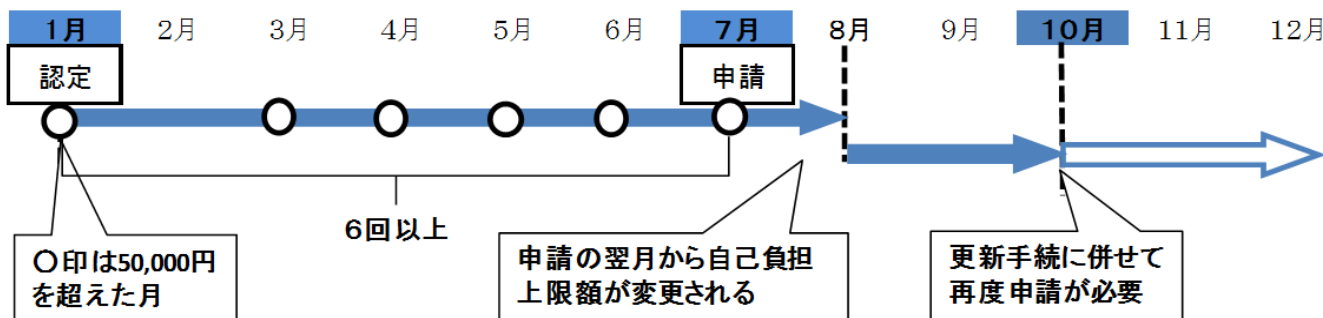 1月 2月 3月 4月 5月 6月 7月 8月 9月 10月 11月 12月
認定 申請
6回以上
〇印は50,000円
を超えた月
申請の翌月から自己負担
上限額が変更される
更新手続に併せて
再度申請が必要